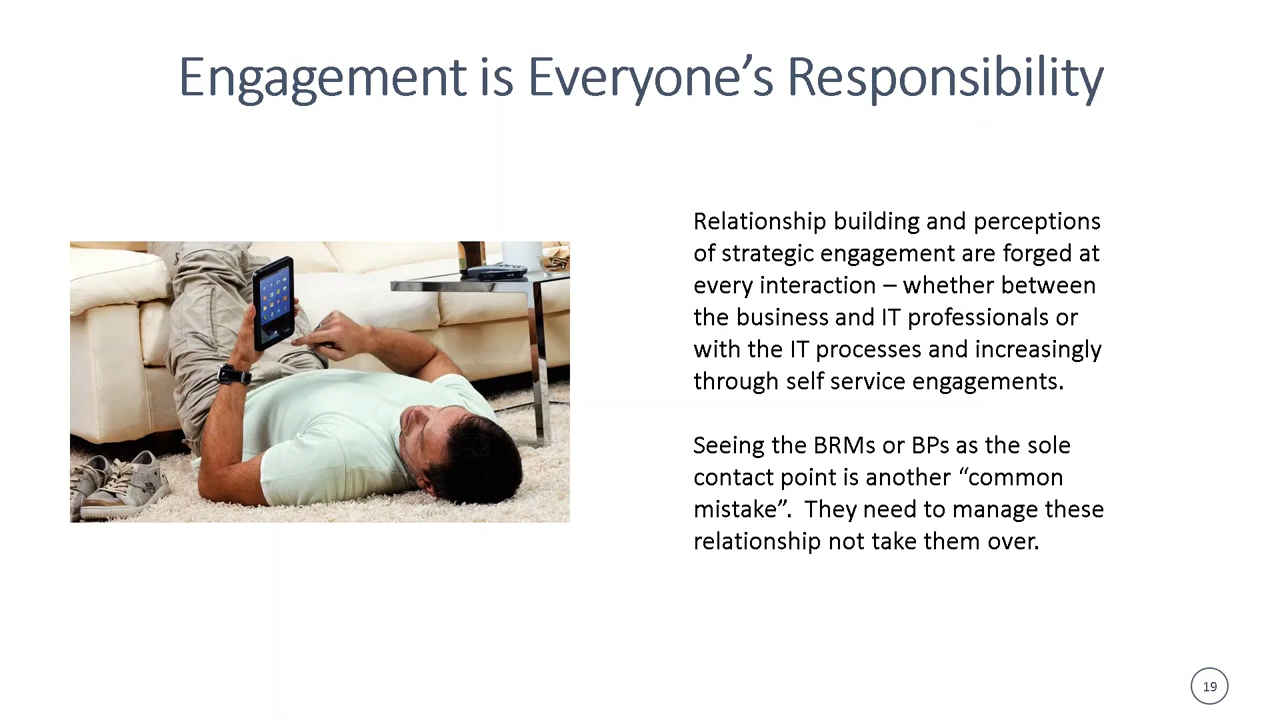 Engagement is Everyone’s Responsibility
Relationship building and perceptions
of strategic engagement are forged at
every interaction – whether between
the business and IT professionals or
with the IT processes and increasingly
through self service engagements.
Seeing the BRMs or BPs as the sole
contact point is another “common
mistake”.  They need to manage these
relationship not take them over.
19